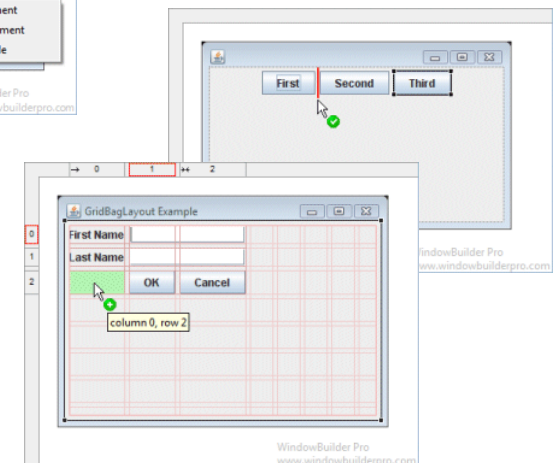 ment
ment
le
der Pro
wbuilderpro.com
First Second Third
WindowBuilder Pro
www.windowbuilderpro.com
0 1 2
0
1
2
GridBagLayout Example
First Name
Last Name
OK Cancel
column 0, row 2
WindowBuilder Pro
www.windowbuilderpro.com